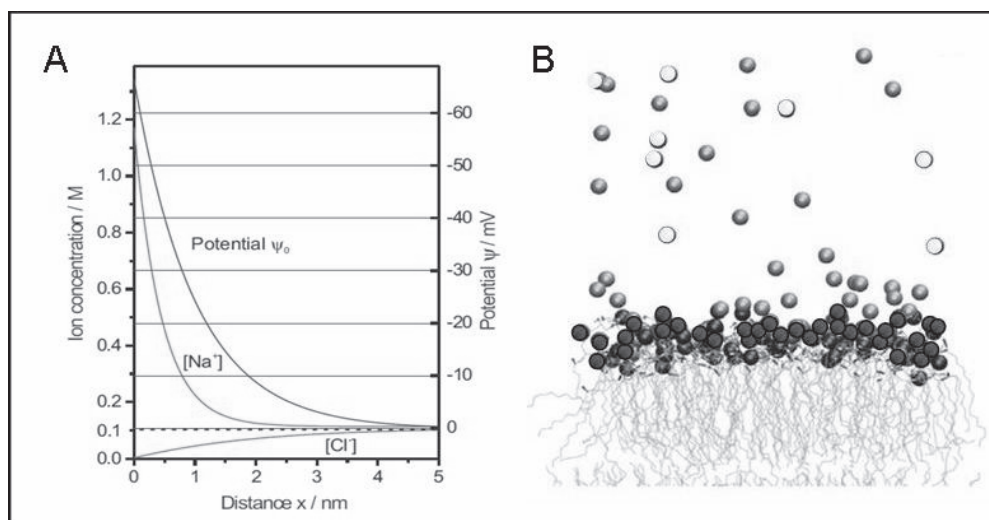 A
B
Ion concentration / M
1.2
1.0
0.8
0.6
0.4
0.2
0.1
0.0
Potential ψ₀
[Na⁺]
[Cl⁻]
-60
-50
-40
-30
-20
-10
0
Potential ψ / mV
0
1
2
3
4
5
Distance x / nm